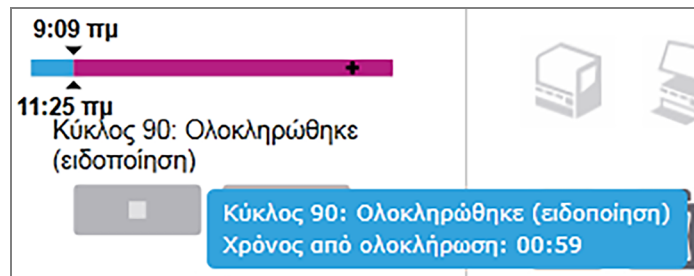 9:09 πμ
11:25 πμ
Κύκλος 90: Ολοκληρώθηκε
(ειδοποίηση)
Κύκλος 90: Ολοκληρώθηκε (ειδοποίηση)
Χρόνος από ολοκλήρωση: 00:59